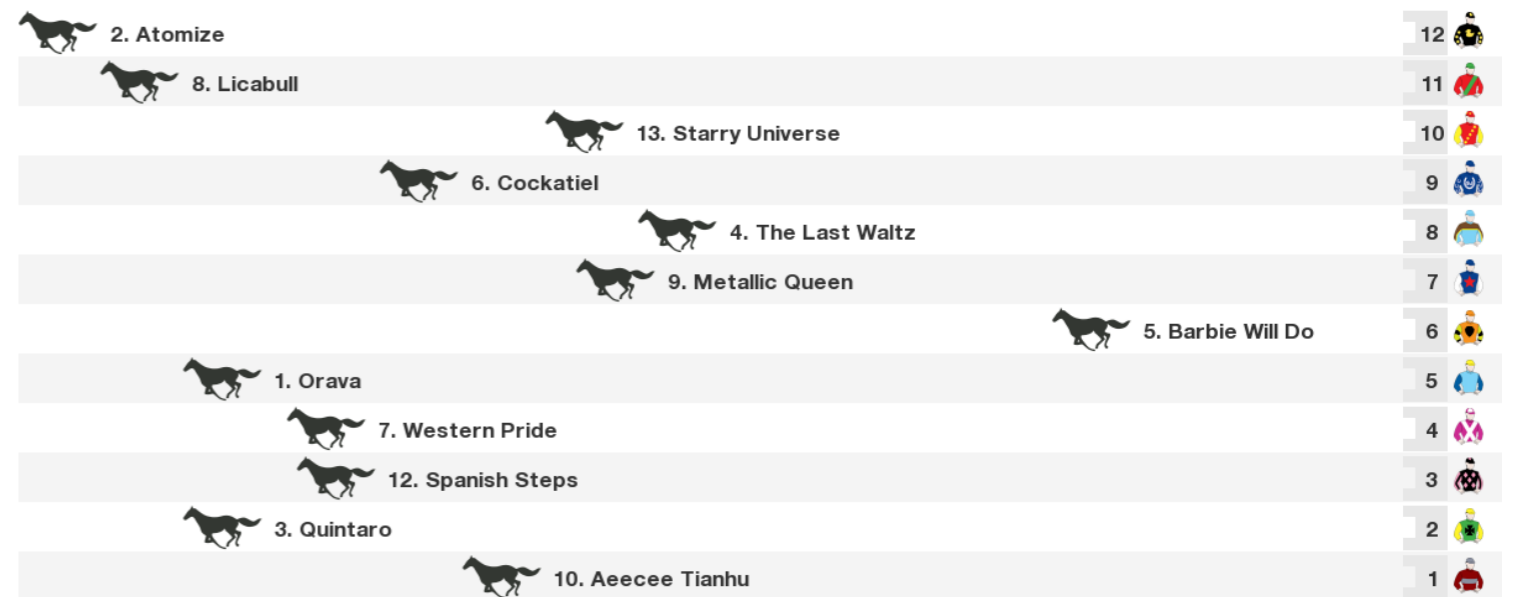 2. Atomize 12
8. Licabull 11
13. Starry Universe 10
6. Cockatiel 9
4. The Last Waltz 8
9. Metallic Queen 7
5. Barbie Will Do 6
1. Orava 5
7. Western Pride 4
12. Spanish Steps 3
3. Quintaro 2
10. Aeecee Tianhu 1